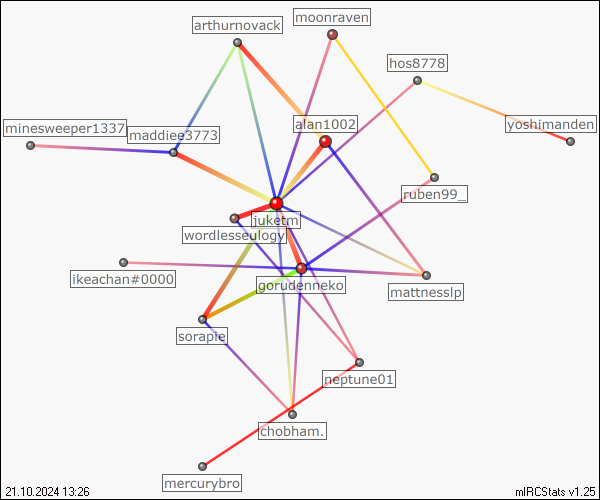 moonraven
arthurnovack
hos8778
minesweeper1337
maddiee3773
alan1002
yoshimanden
ruben99_
juketm
wordlesseulogy
ikeachan#0000
gorudenneko
mattnesslp
sorapie
neptune01
chobham.
mercurybro
21.10.2024 13:26
mIRCStats v1.25